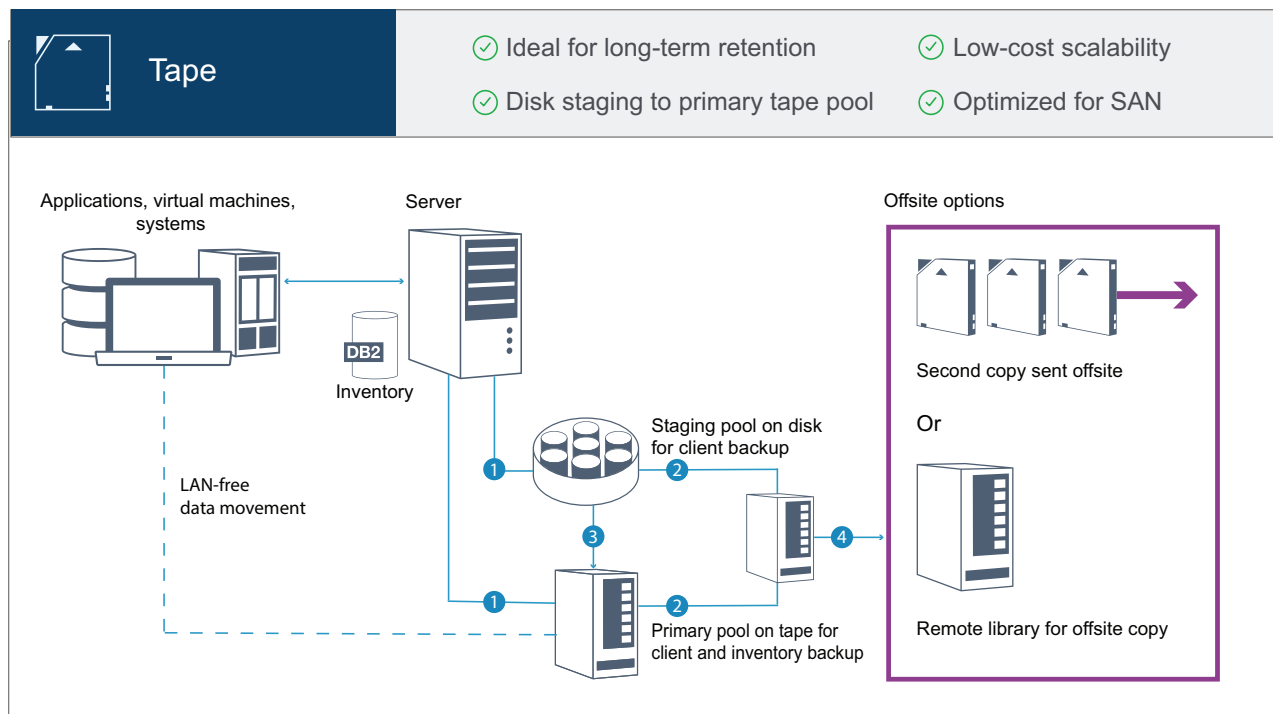 Tape
Ideal for long-term retention
Low-cost scalability
Disk staging to primary tape pool
Optimized for SAN
Applications, virtual machines,
systems
Server
Offsite options
DB2
Inventory
Second copy sent offsite
Or
Staging pool on disk
for client backup
1
2
LAN-free
data movement
3
4
1
2
Primary pool on tape for
client and inventory backup
Remote library for offsite copy